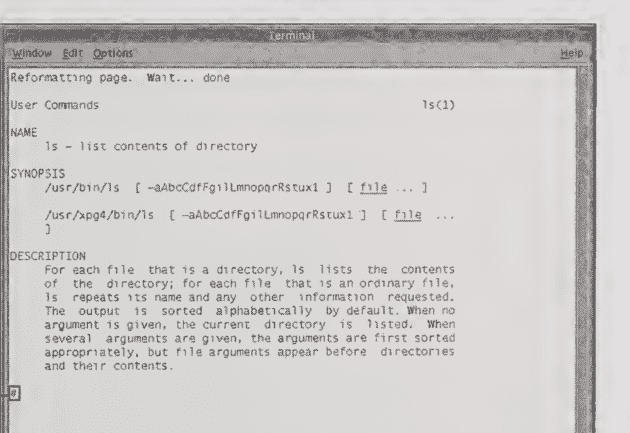 Terminal
Window Edit Options Help
Reformatting page. Wait... done
User Commands ls(1)
NAME
ls - list contents of directory
SYNOPSIS
/usr/bin/ls [ -aAbcCdfFgilLmnopqrRstux1 ] [ file ... ]
/usr/xpg4/bin/ls [ -aAbcCdfFgilLmnopqrRstux1 ] [ file ...
]
DESCRIPTION
For each file that is a directory, ls lists the contents
of the directory; for each file that is an ordinary file,
ls repeats its name and any other information requested.
The output is sorted alphabetically by default. When no
argument is given, the current directory is listed. When
several arguments are given, the arguments are first sorted
appropriately, but file arguments appear before directories
and their contents.
#